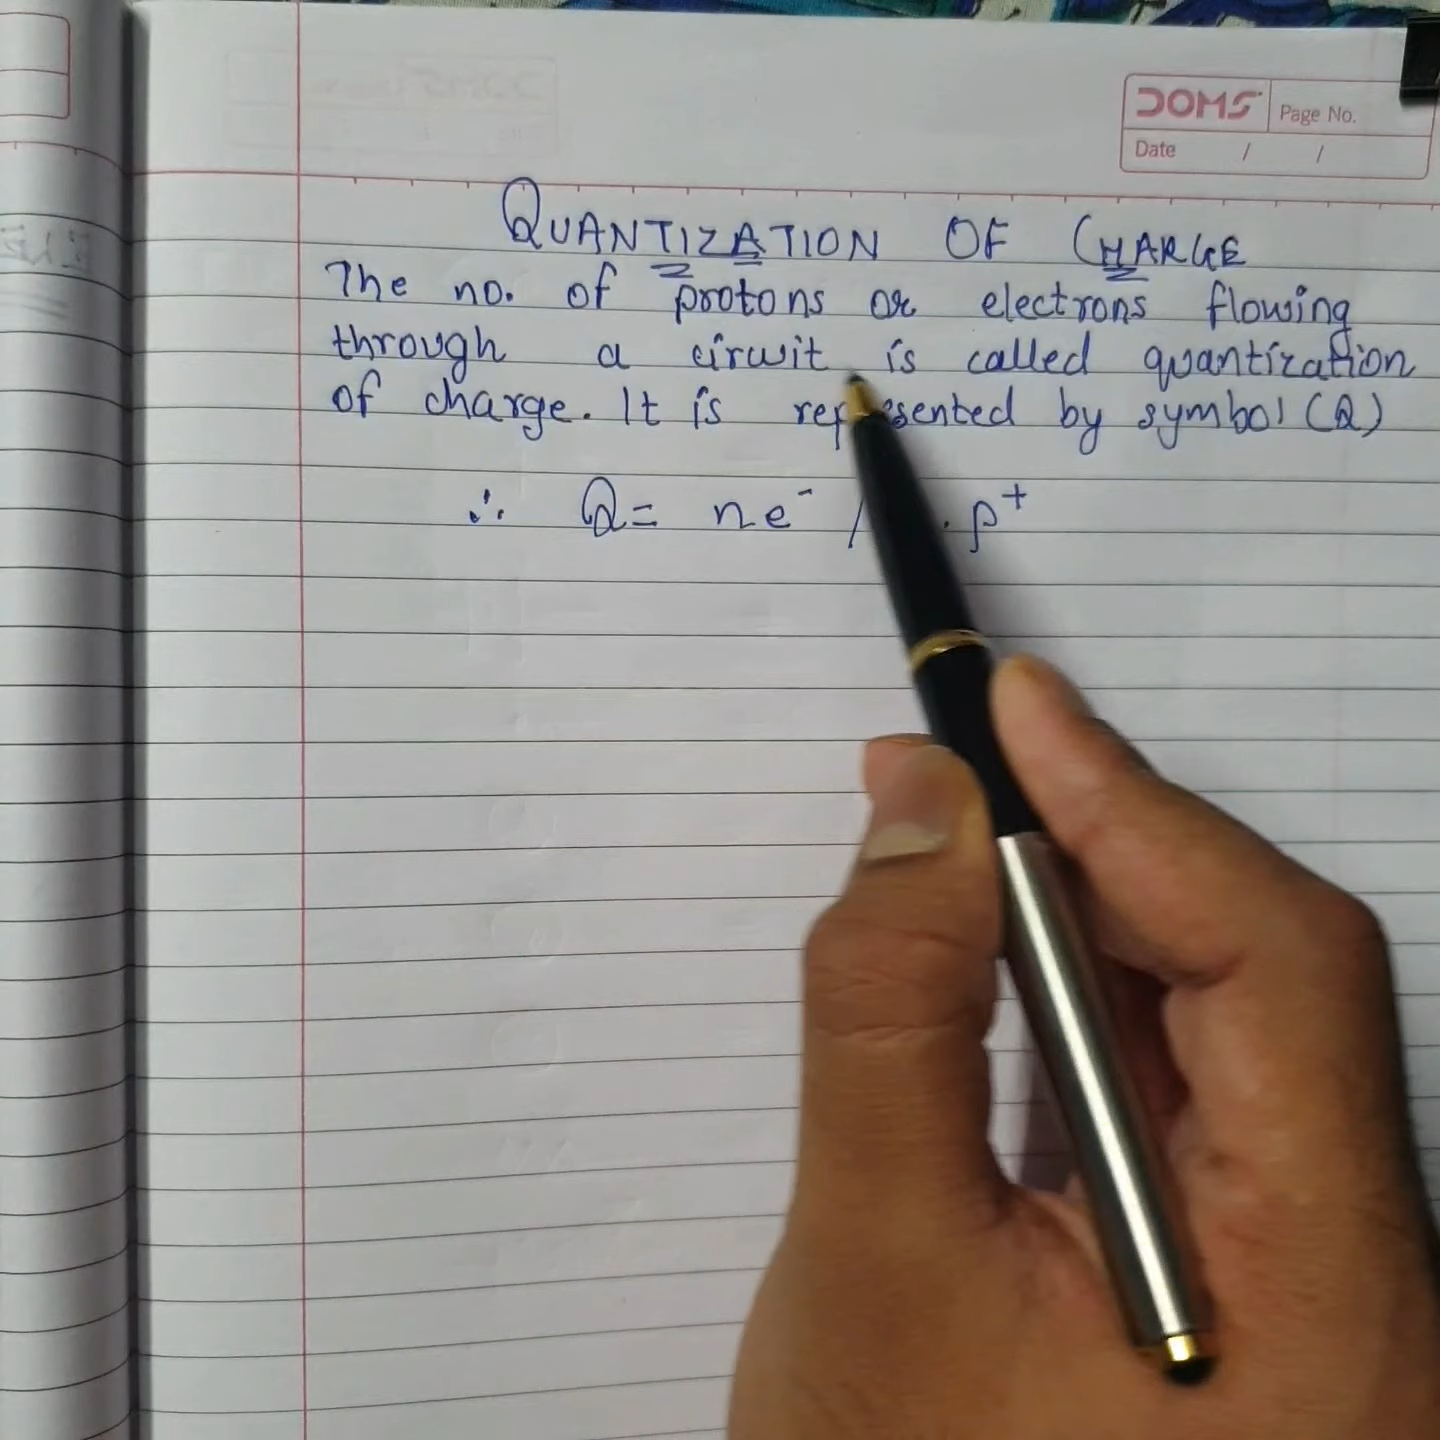 DOMS Page No.
Date / /
QUANTIZATION OF CHARGE
The no. of protons or electrons flowing
through a circuit is called quantization
of charge. It is represented by symbol (Q)
∴ Q = ne⁻ / . p⁺